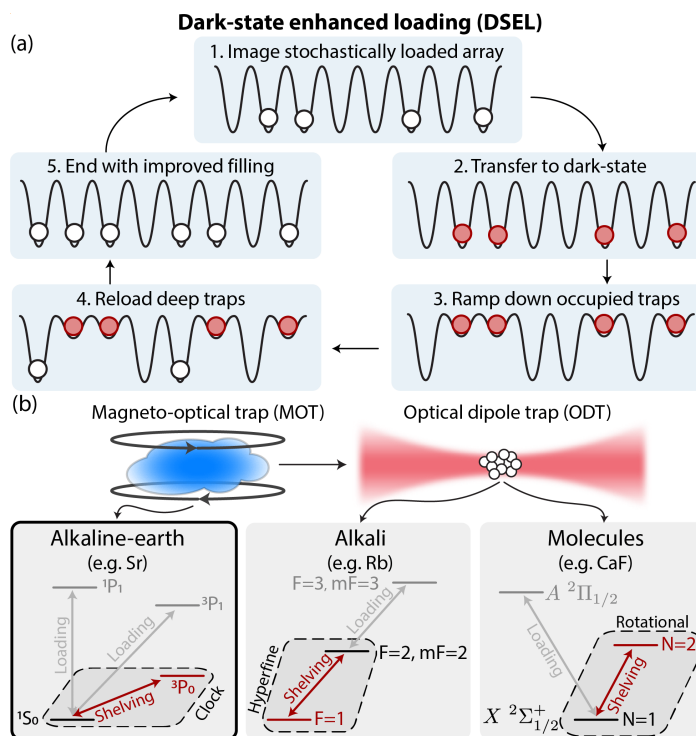 Dark-state enhanced loading (DSEL)
(a)
1. Image stochastically loaded array
5. End with improved filling
2. Transfer to dark-state
4. Reload deep traps
3. Ramp down occupied traps
(b)
Magneto-optical trap (MOT)
Optical dipole trap (ODT)
Alkaline-earth
(e.g. Sr)
¹P₁
³P₁
Loading
Loading
³P₀
Shelving
Clock
¹S₀
Alkali
(e.g. Rb)
F=3, mF=3
Loading
Hyperfine
F=2, mF=2
Shelving
F=1
Molecules
(e.g. CaF)
A ²Π₁/₂
Rotational
Loading
N=2
Shelving
X ²Σ⁺₁/₂
N=1